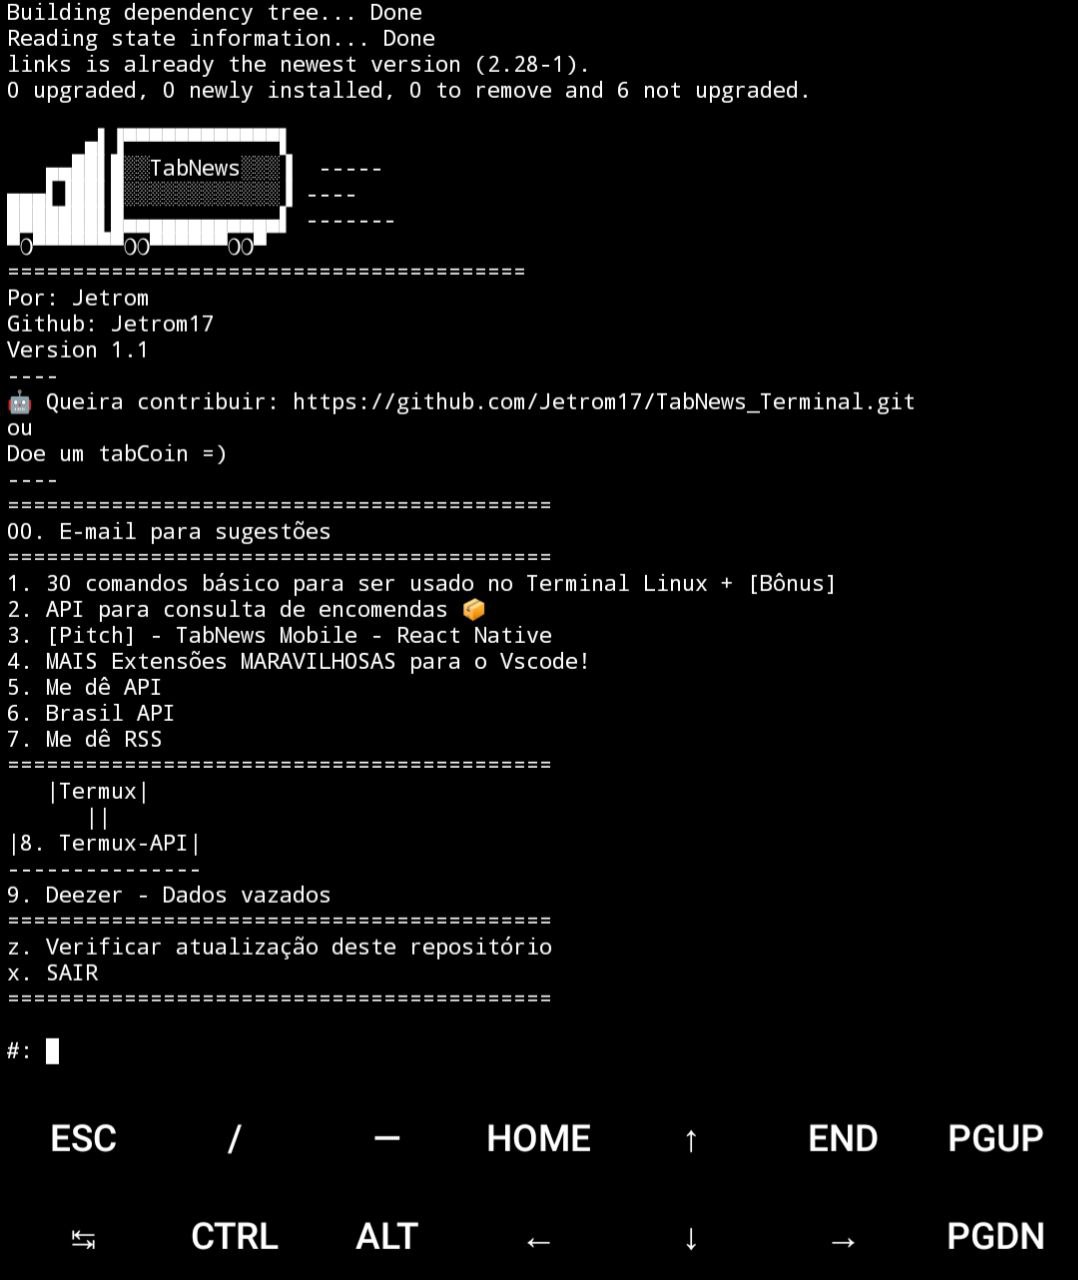 Building dependency tree... Done
Reading state information... Done
links is already the newest version (2.28-1).
0 upgraded, 0 newly installed, 0 to remove and 6 not upgraded.
TabNews -----
----
-------
O OO OO
========================================
Por: Jetrom
Github: Jetrom17
Version 1.1
----
🤖 Queira contribuir: https://github.com/Jetrom17/TabNews_Terminal.git
ou
Doe um tabCoin =)
----
==========================================
00. E-mail para sugestões
==========================================
1. 30 comandos básico para ser usado no Terminal Linux + [Bônus]
2. API para consulta de encomendas 📦
3. [Pitch] - TabNews Mobile - React Native
4. MAIS Extensões MARAVILHOSAS para o Vscode!
5. Me dê API
6. Brasil API
7. Me dê RSS
==========================================
|Termux|
||
|8. Termux-API|
---------------
9. Deezer - Dados vazados
==========================================
z. Verificar atualização deste repositório
x. SAIR
==========================================
#:
ESC / — HOME ↑ END PGUP
↹ CTRL ALT ← ↓ → PGDN